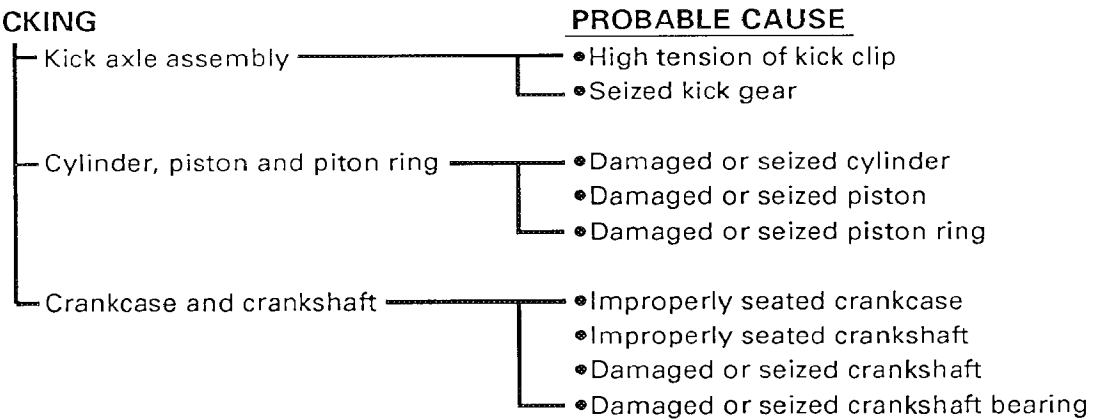 CKING PROBABLE CAUSE
Kick axle assembly •High tension of kick clip
•Seized kick gear
Cylinder, piston and piton ring •Damaged or seized cylinder
•Damaged or seized piston
•Damaged or seized piston ring
Crankcase and crankshaft •Improperly seated crankcase
•Improperly seated crankshaft
•Damaged or seized crankshaft
•Damaged or seized crankshaft bearing